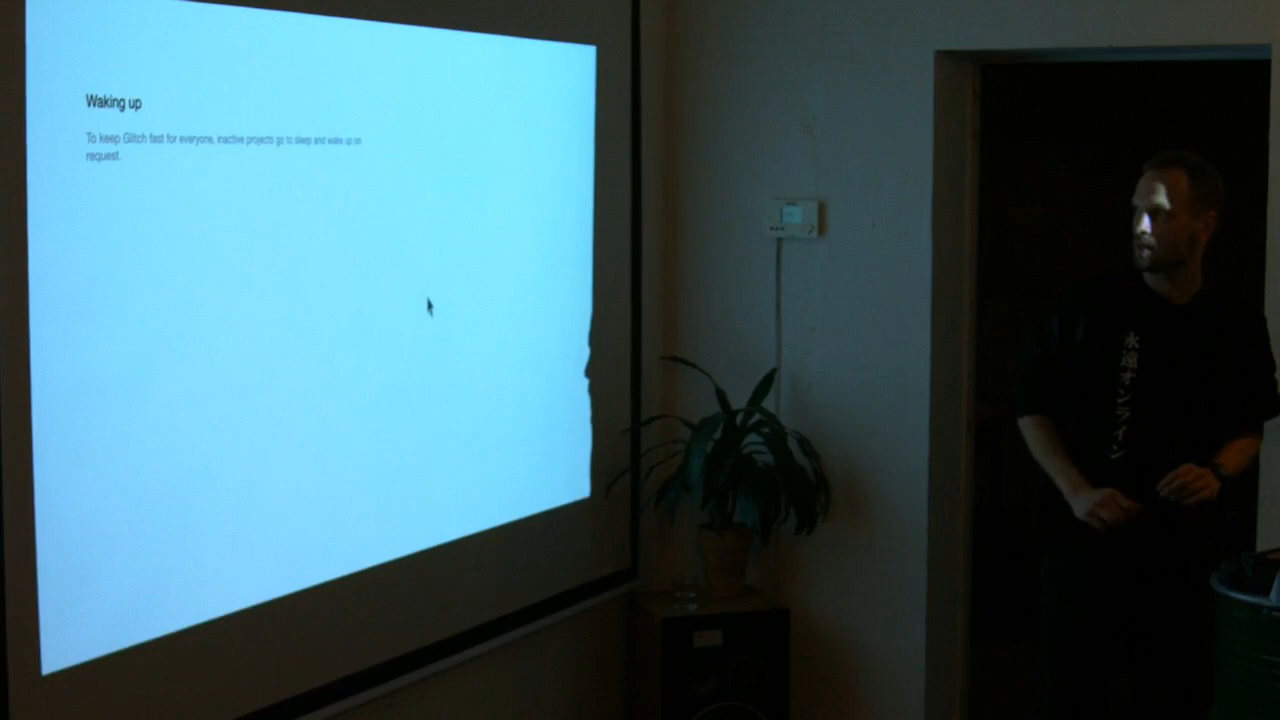 Waking up
To keep Glitch fast for everyone, inactive projects go to sleep and wake up on
request.
永遠オンライン